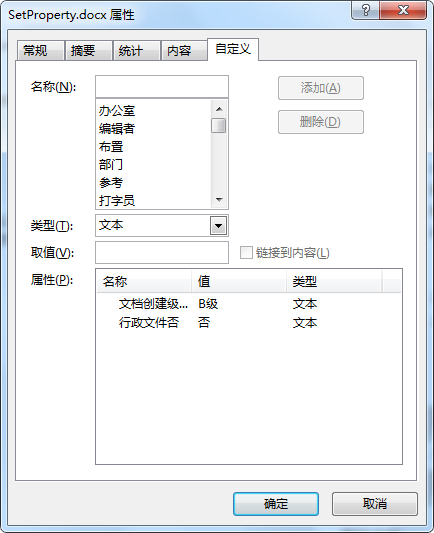 SetProperty.docx 属性
常规 摘要 统计 内容 自定义
名称(N): 添加(A)
办公室 删除(D)
编辑者
布置
部门
参考
打字员
类型(T): 文本
取值(V): 链接到内容(L)
属性(P): 名称 值 类型
文档创建级... B级 文本
行政文件否 否 文本
确定 取消